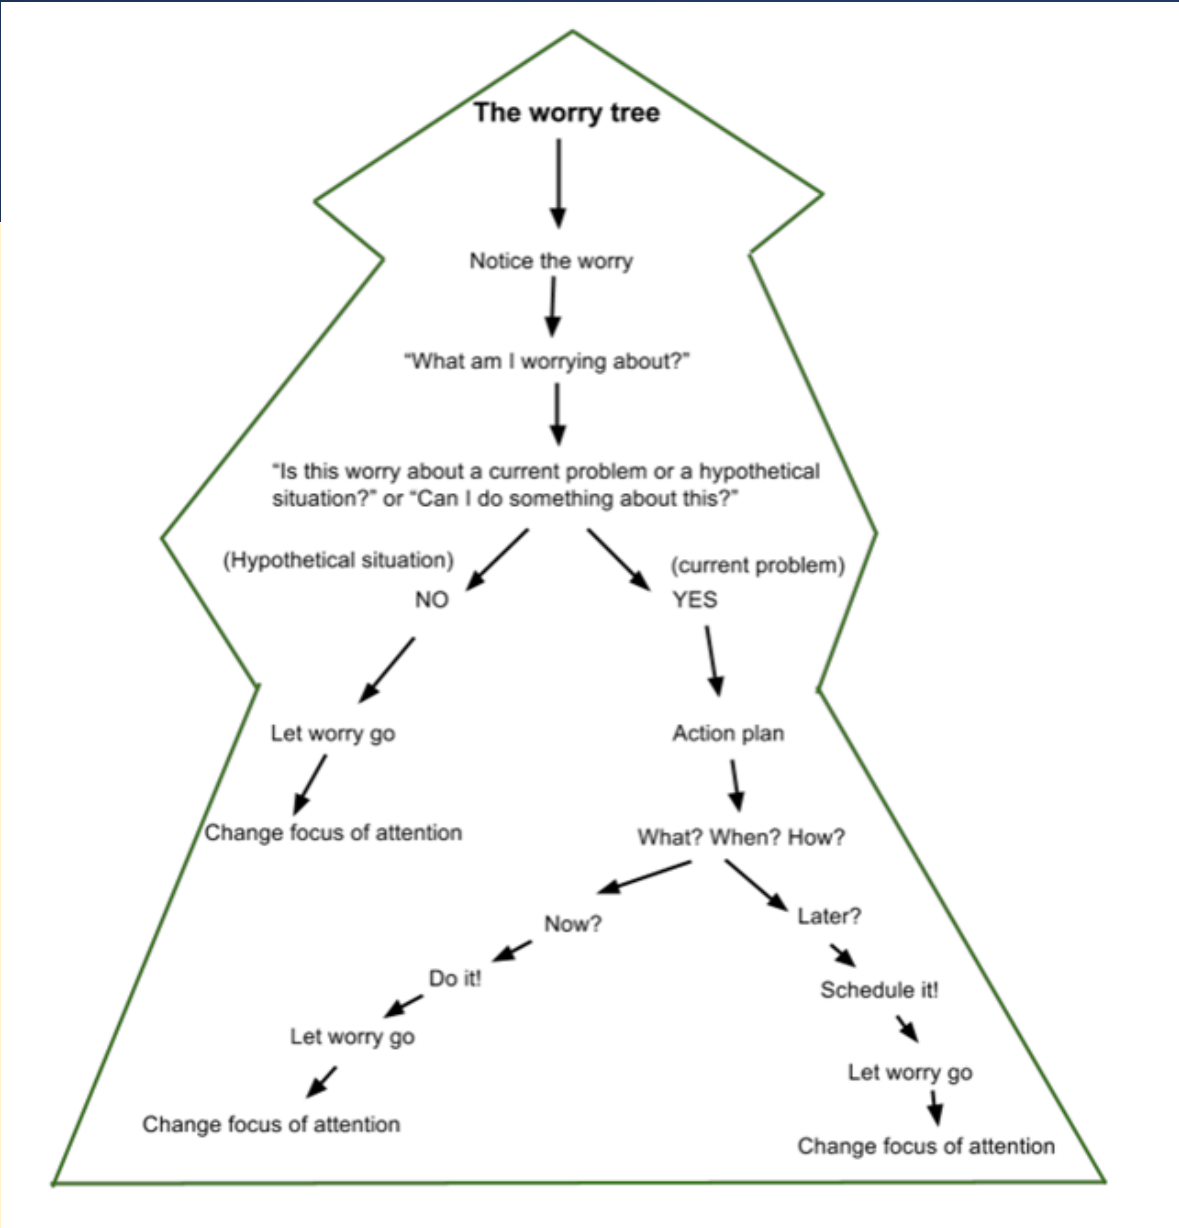 The worry tree
Notice the worry
“What am I worrying about?”
“Is this worry about a current problem or a hypothetical
situation?” or “Can I do something about this?”
(Hypothetical situation)
NO
(current problem)
YES
Let worry go
Change focus of attention
Action plan
What? When? How?
Now?
Do it!
Let worry go
Change focus of attention
Later?
Schedule it!
Let worry go
Change focus of attention